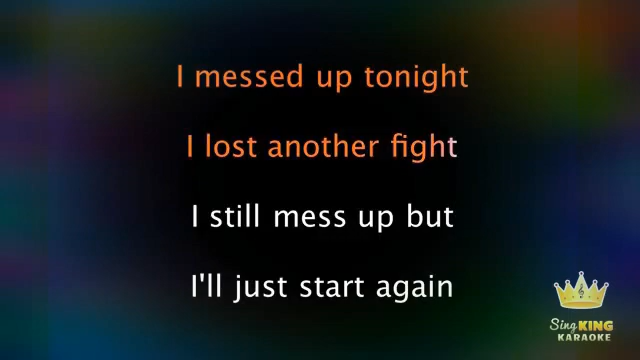 I messed up tonight
I lost another fight
I still mess up but
I'll just start again
Sing KING
KARAOKE